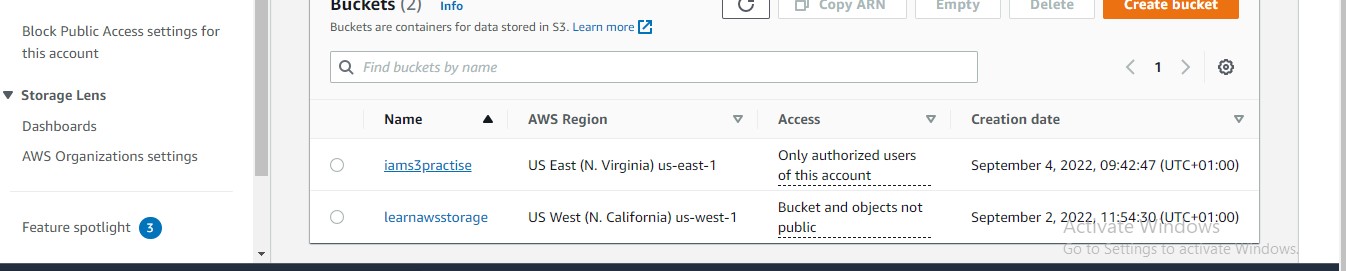 Block Public Access settings for
this account
Storage Lens
Dashboards
AWS Organizations settings
Feature spotlight 3
Buckets (2) Info
Buckets are containers for data stored in S3. Learn more
Copy ARN
Empty
Delete
Create bucket
Find buckets by name
1
Name AWS Region Access Creation date
iams3practise US East (N. Virginia) us-east-1 Only authorized users
of this account September 4, 2022, 09:42:47 (UTC+01:00)
learnawsstorage US West (N. California) us-west-1 Bucket and objects not
public September 2, 2022, 11:54:30 (UTC+01:00)
Activate Windows
Go to Settings to activate Windows.